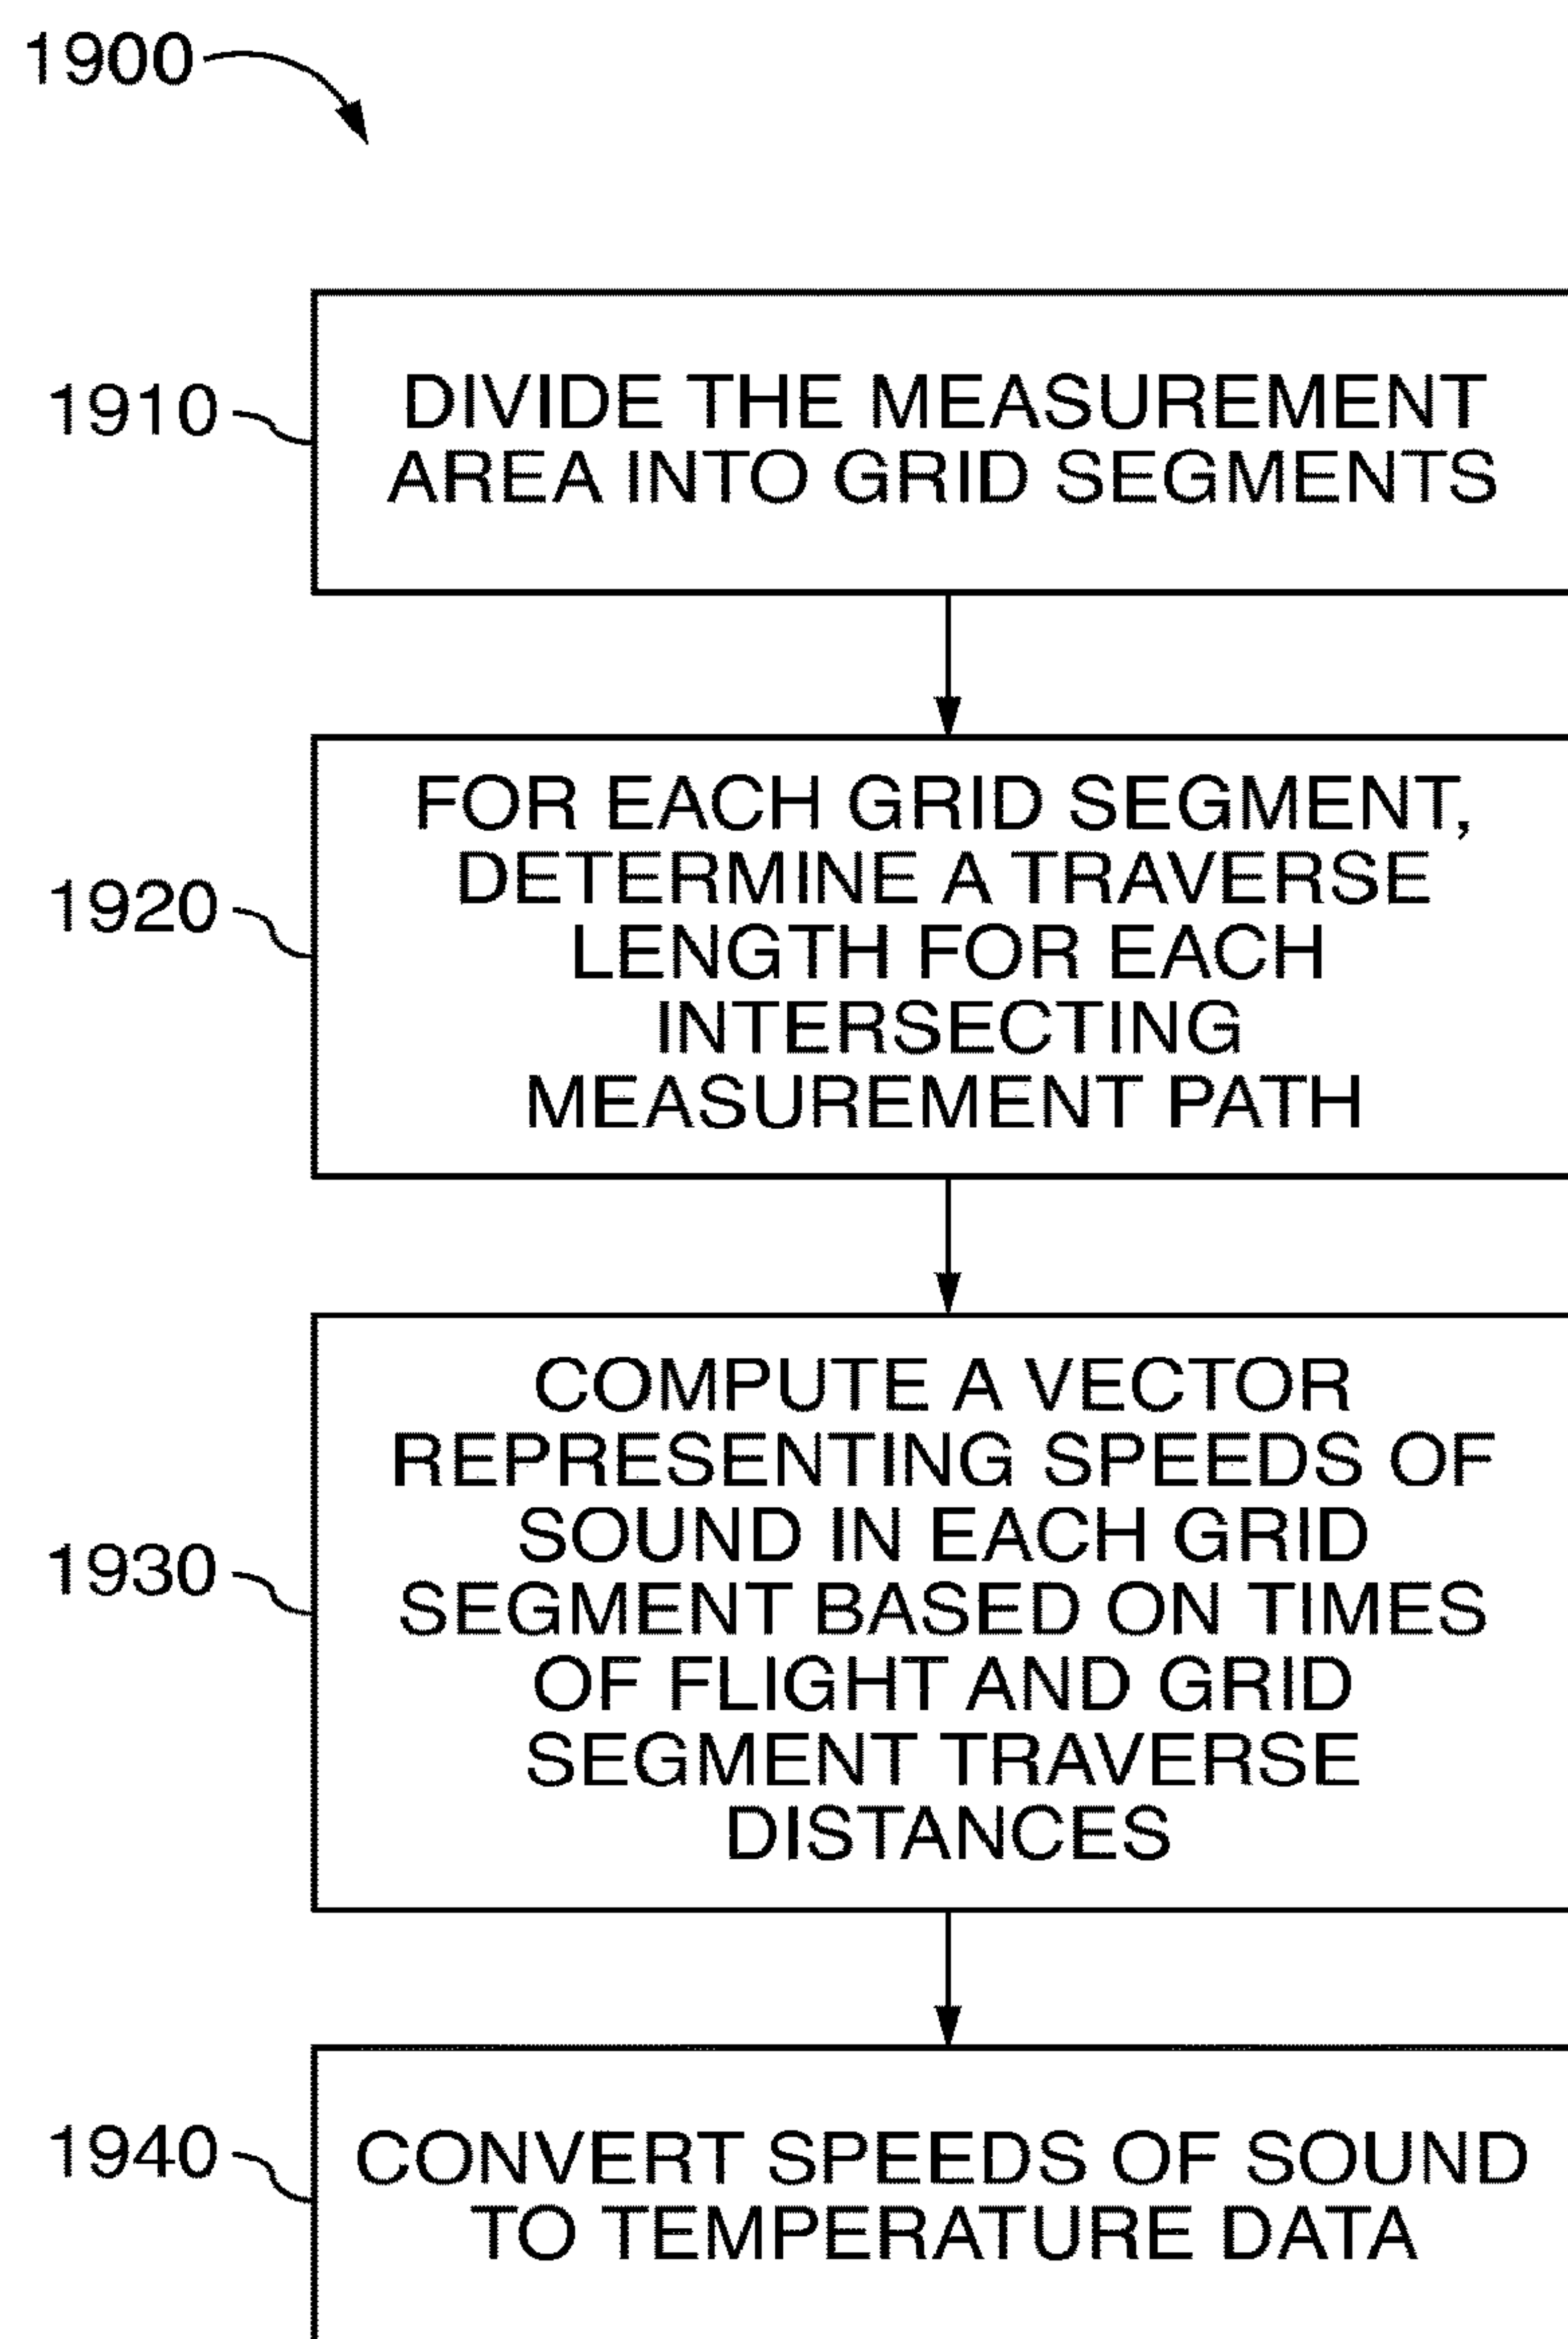 1900
1910
DIVIDE THE MEASUREMENT
AREA INTO GRID SEGMENTS
1920
FOR EACH GRID SEGMENT,
DETERMINE A TRAVERSE
LENGTH FOR EACH
INTERSECTING
MEASUREMENT PATH
1930
COMPUTE A VECTOR
REPRESENTING SPEEDS OF
SOUND IN EACH GRID
SEGMENT BASED ON TIMES
OF FLIGHT AND GRID
SEGMENT TRAVERSE
DISTANCES
1940
CONVERT SPEEDS OF SOUND
TO TEMPERATURE DATA